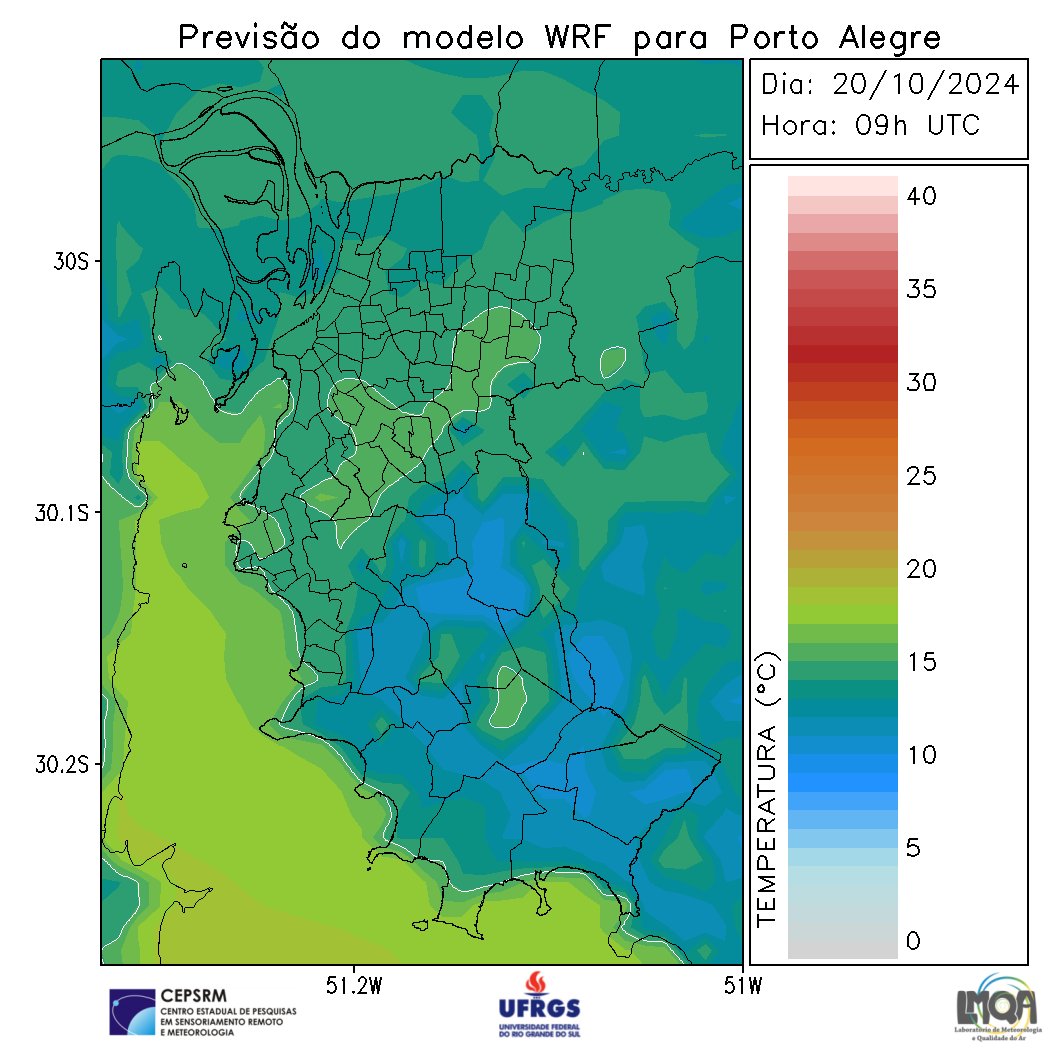 Previsão do modelo WRF para Porto Alegre
Dia: 20/10/2024
Hora: 09h UTC
30S
30.1S
30.2S
51.2W
51W
40
35
30
25
20
15
10
5
0
TEMPERATURA (°C)
CEPSRM
CENTRO ESTADUAL DE PESQUISAS
EM SENSORIAMENTO REMOTO
E METEOROLOGIA
UFRGS
UNIVERSIDADE FEDERAL
DO RIO GRANDE DO SUL
LMQA
Laboratório de Meteorologia
e Qualidade do Ar